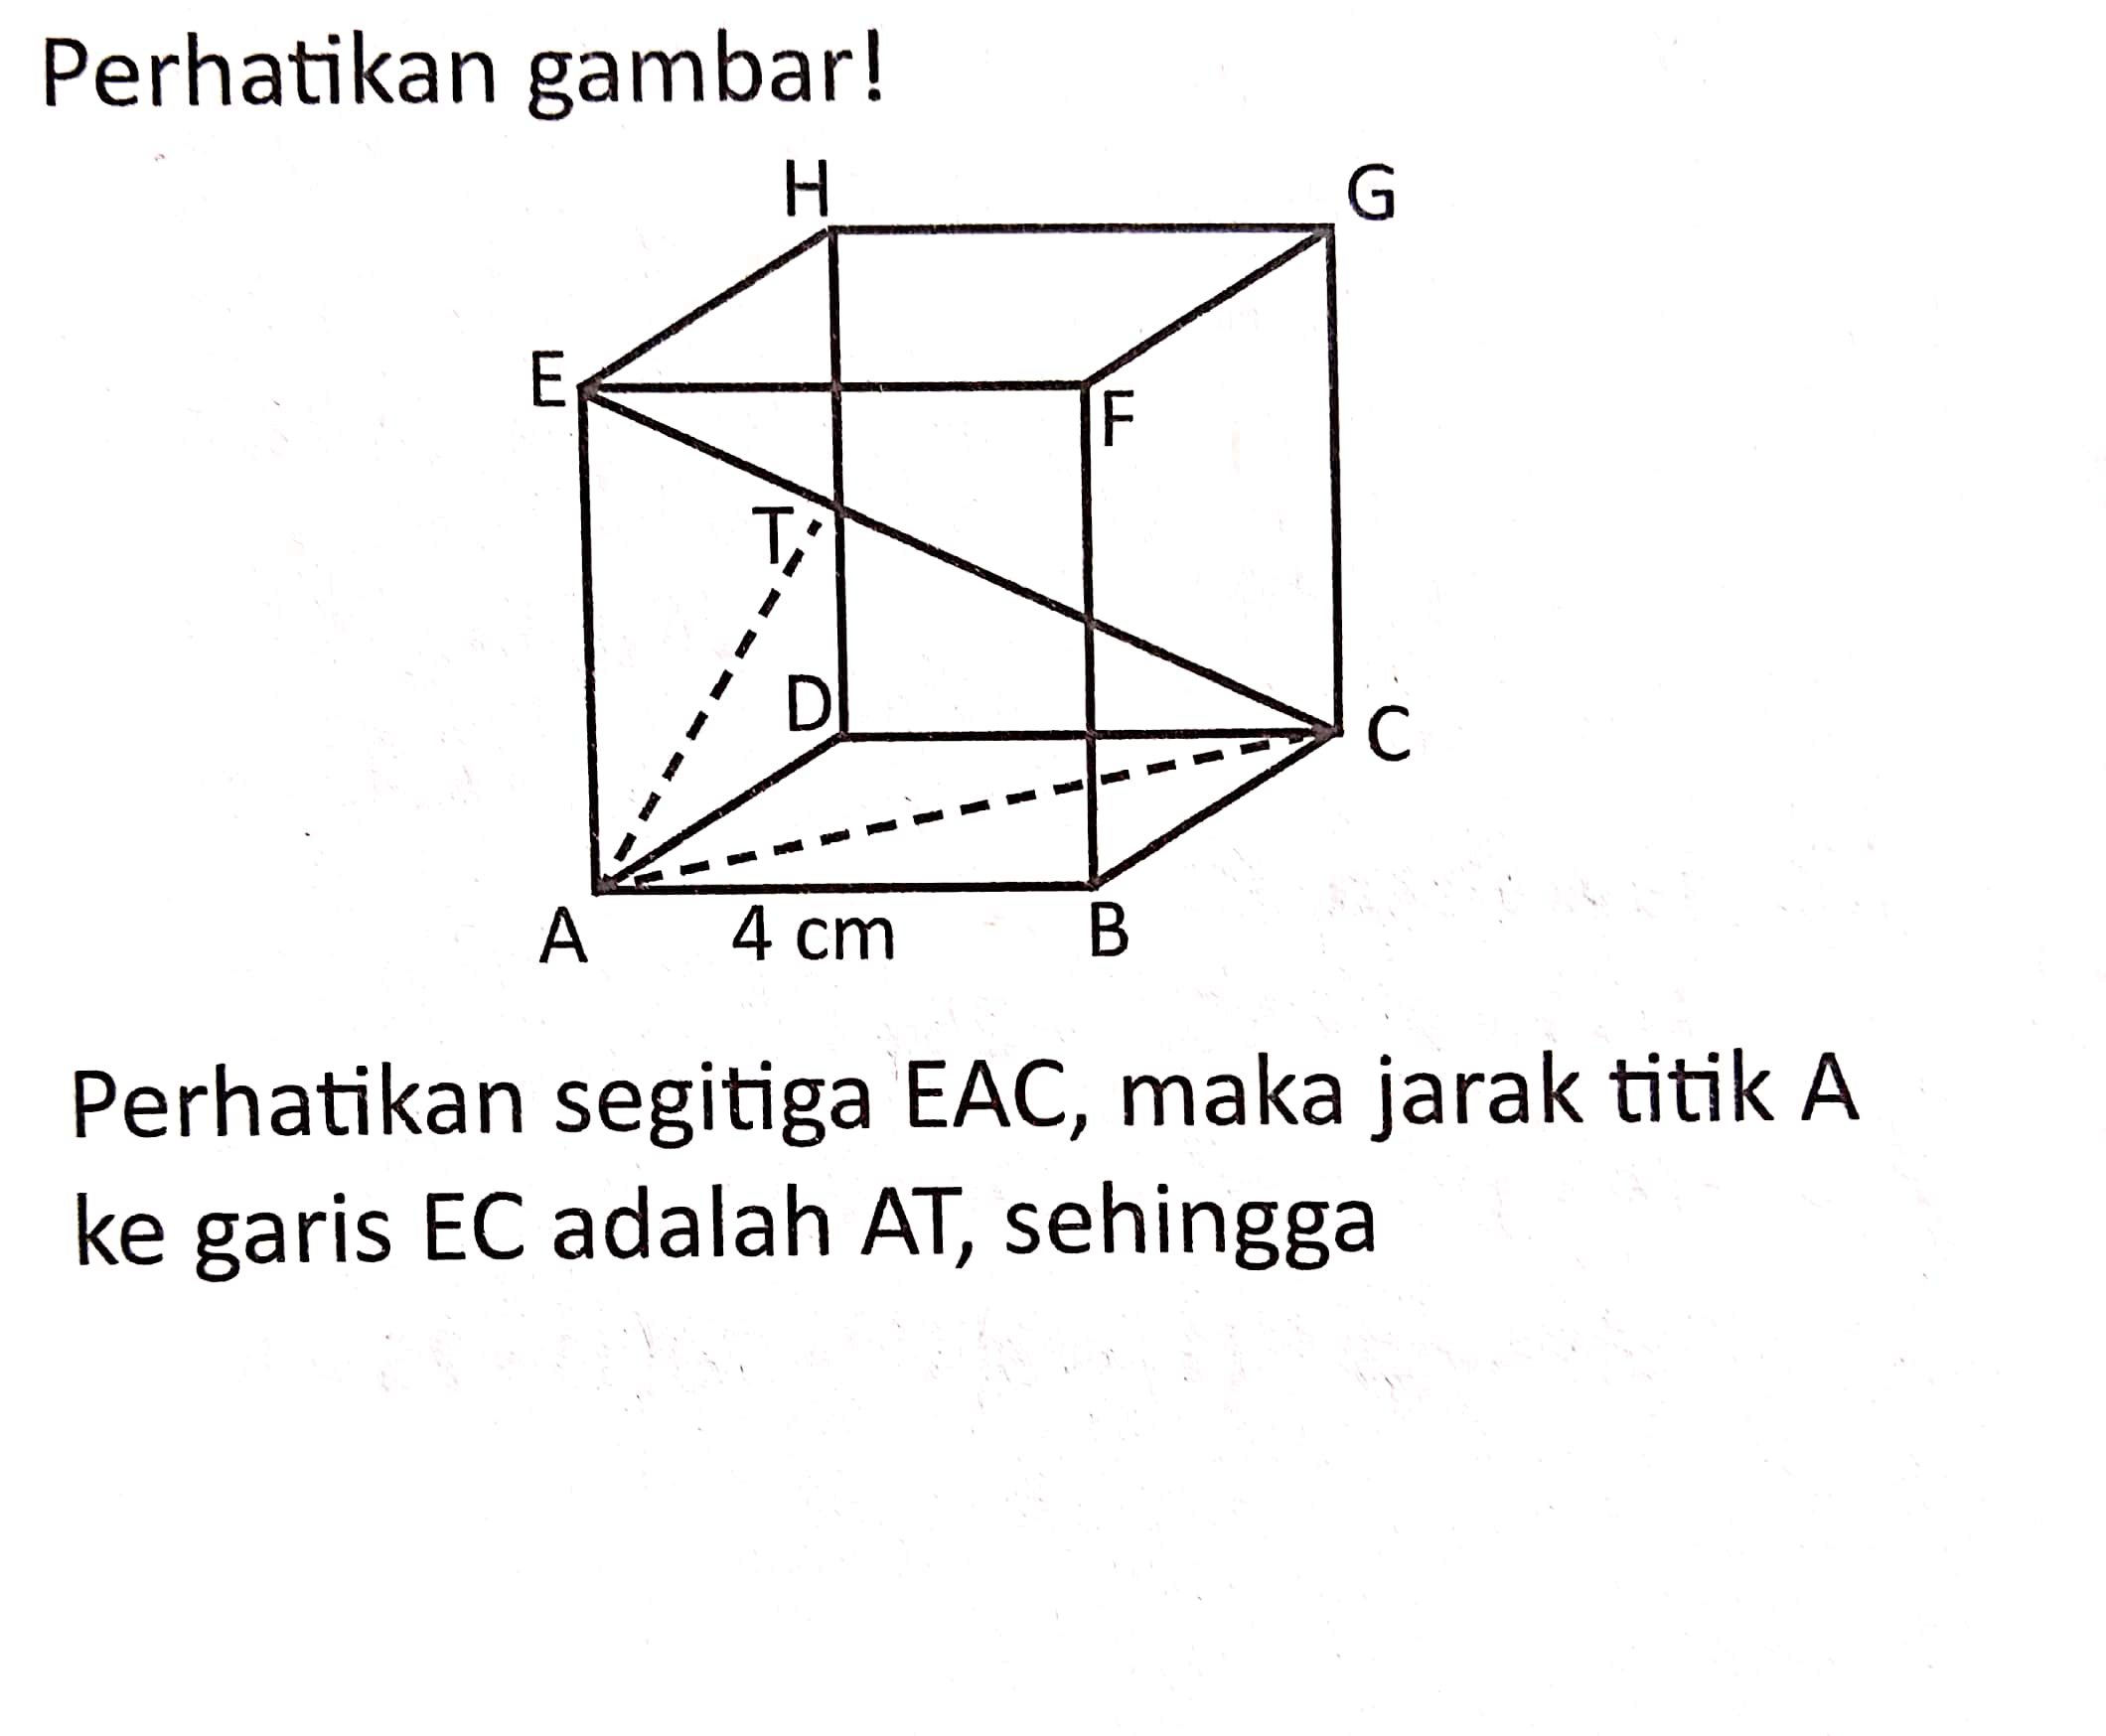 Perhatikan gambar!
H G
E F
T
D C
A 4 cm B
Perhatikan segitiga EAC, maka jarak titik A
ke garis EC adalah AT, sehingga